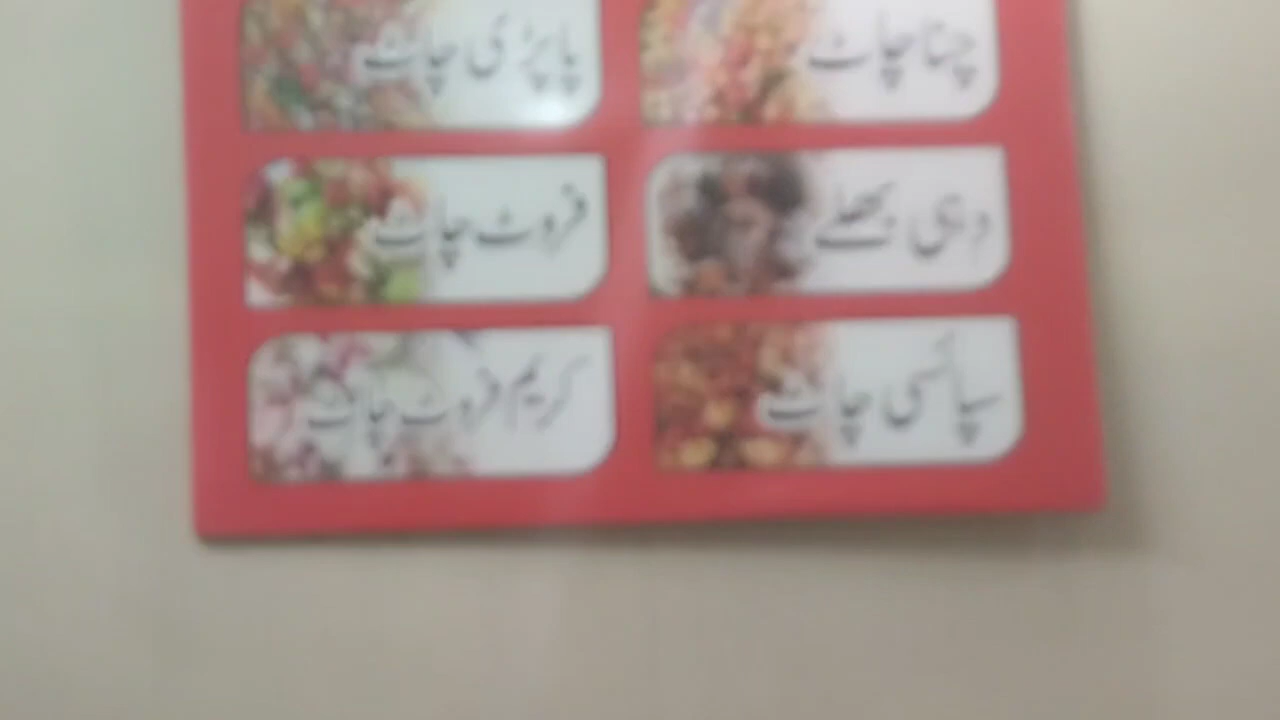 چنا چاٹ
پاپڑی چاٹ
دہی بھلے
فروٹ چاٹ
سپائسی چاٹ
کریم فروٹ چاٹ